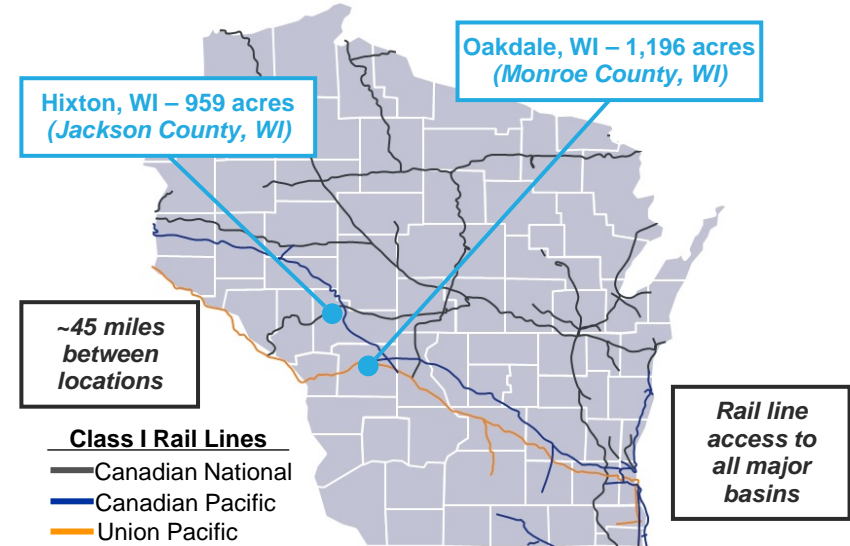 Oakdale, WI – 1,196 acres
(Monroe County, WI)
Hixton, WI – 959 acres
(Jackson County, WI)
~45 miles
between
locations
Class I Rail Lines
Canadian National
Canadian Pacific
Union Pacific
Rail line
access to
all major
basins